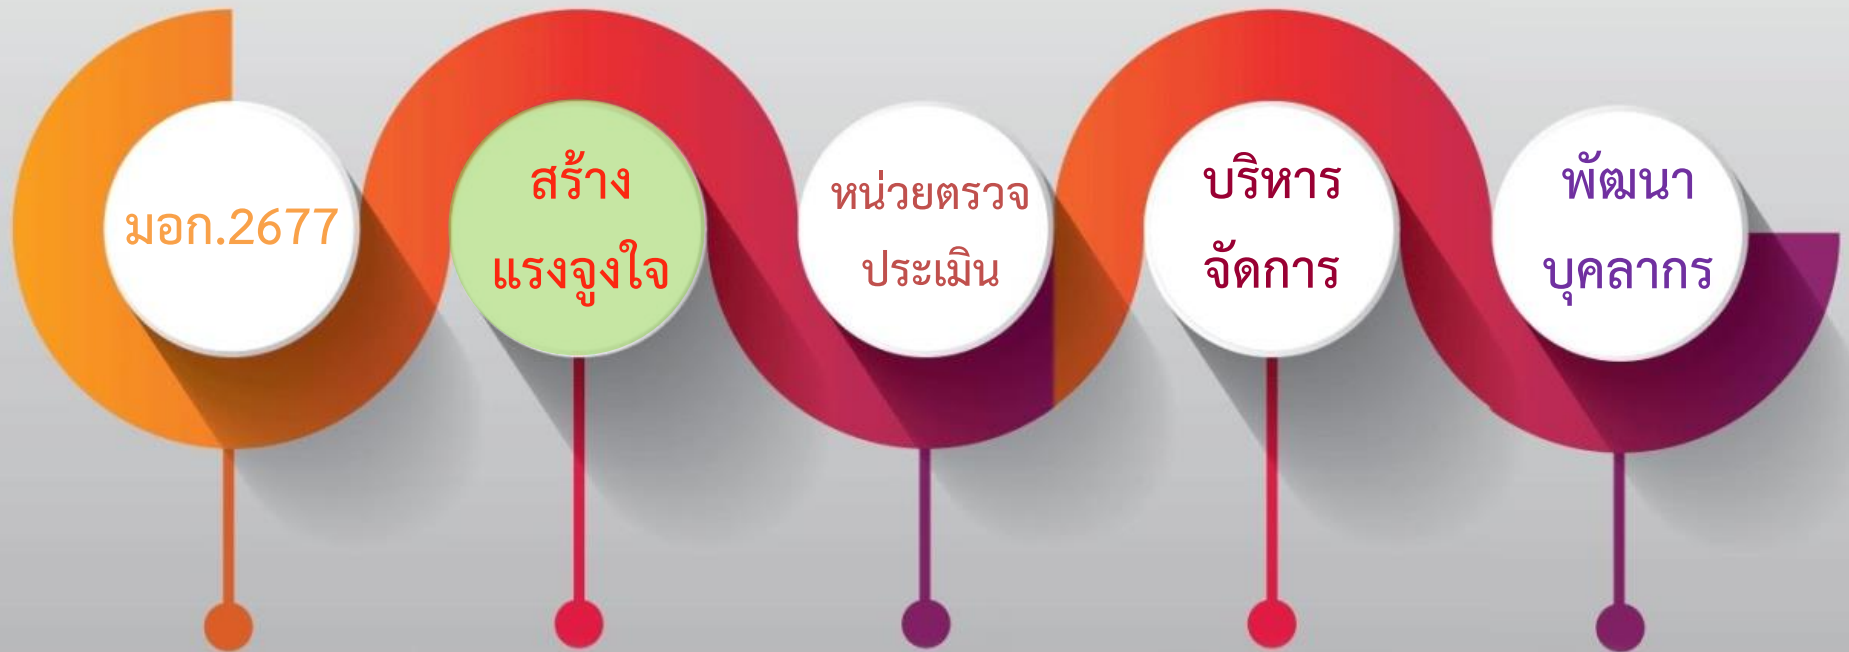 มอก.2677
สร้าง
แรงจูงใจ
หน่วยตรวจ
ประเมิน
บริหาร
จัดการ
พัฒนา
บุคลากร